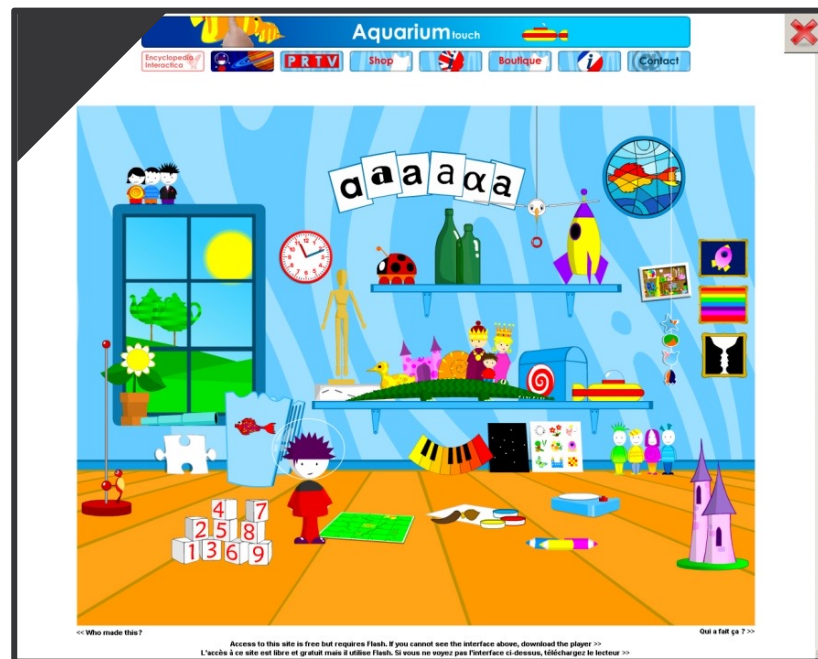 Aquarium touch
Encyclopedia
Interactica
PRTV
Shop
i
Boutique
i
Contact
a a a a α a
4 7
2 5 8
1 3 6 9
<< Who made this?
Qui a fait ça ? >>
Access to this site is free but requires Flash. If you cannot see the interface above, download the player >>
L'accès à ce site est libre et gratuit mais il utilise Flash. Si vous ne voyez pas l'interface ci-dessus, téléchargez le lecteur >>